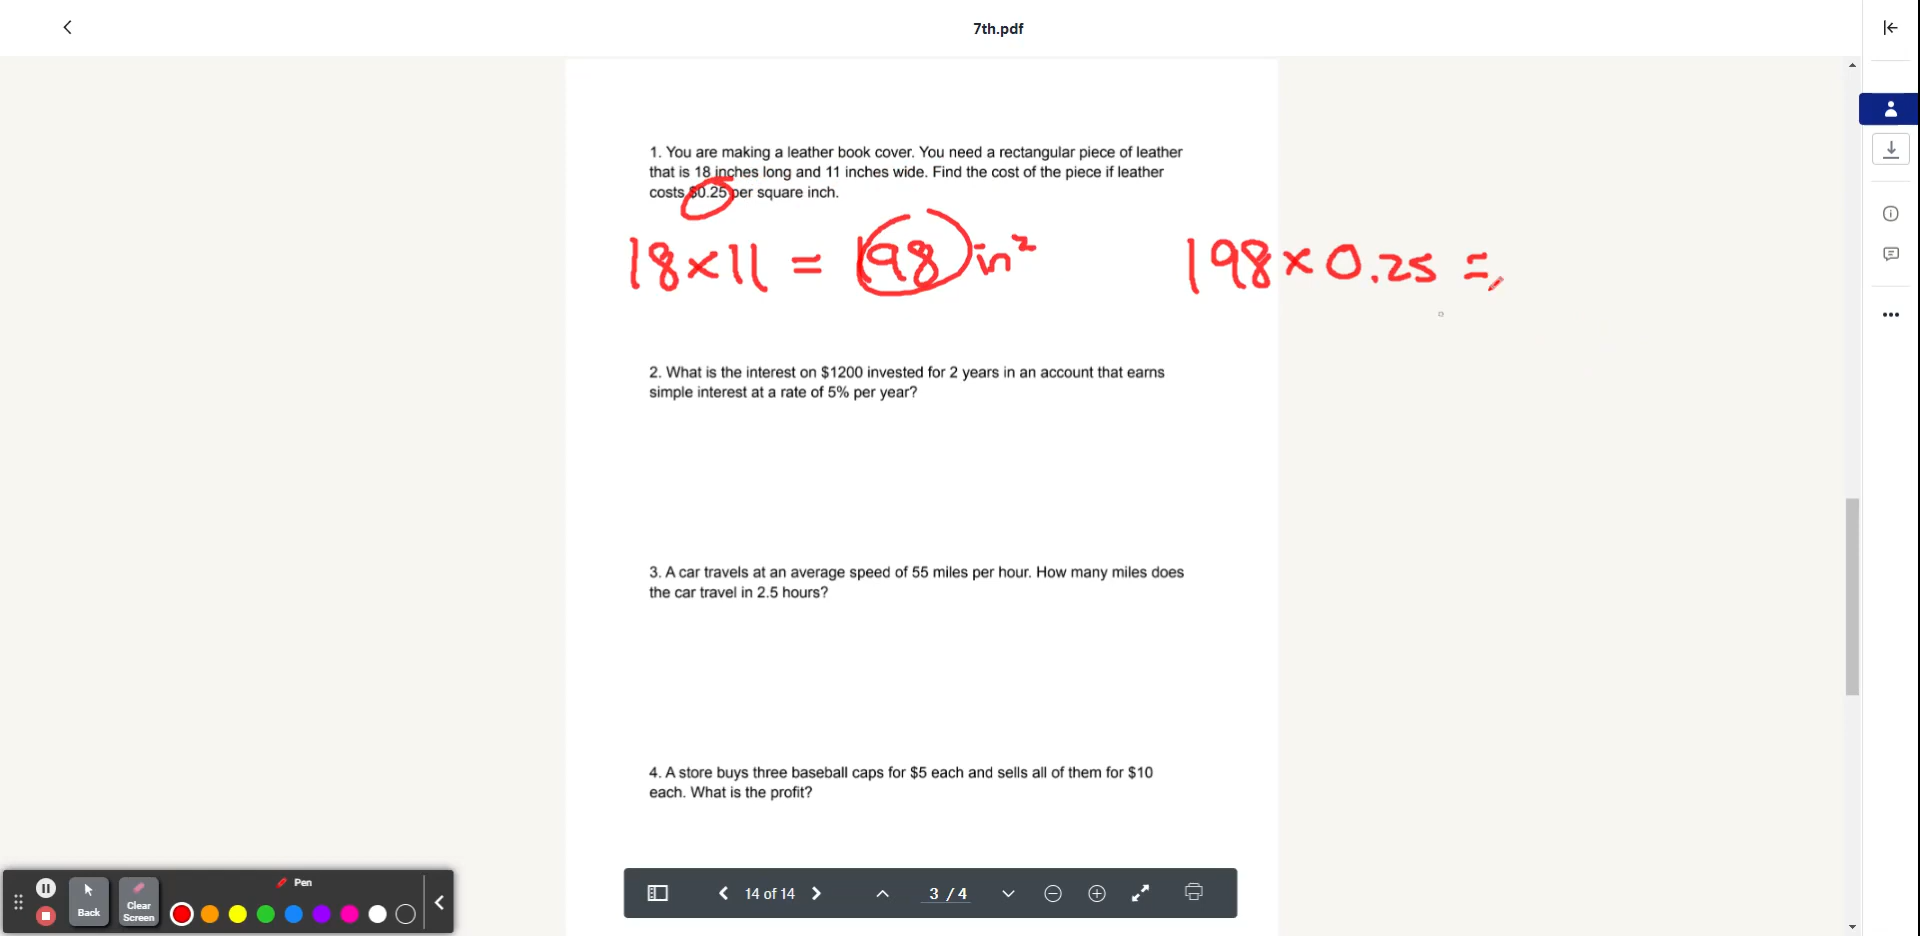 7th.pdf
1. You are making a leather book cover. You need a rectangular piece of leather
that is 18 inches long and 11 inches wide. Find the cost of the piece if leather
costs $0.25 per square inch.
18 × 11 = 198 in² 198 × 0.25 =
2. What is the interest on $1200 invested for 2 years in an account that earns
simple interest at a rate of 5% per year?
3. A car travels at an average speed of 55 miles per hour. How many miles does
the car travel in 2.5 hours?
4. A store buys three baseball caps for $5 each and sells all of them for $10
each. What is the profit?
Pen
Back
Clear
Screen
14 of 14
3 / 4